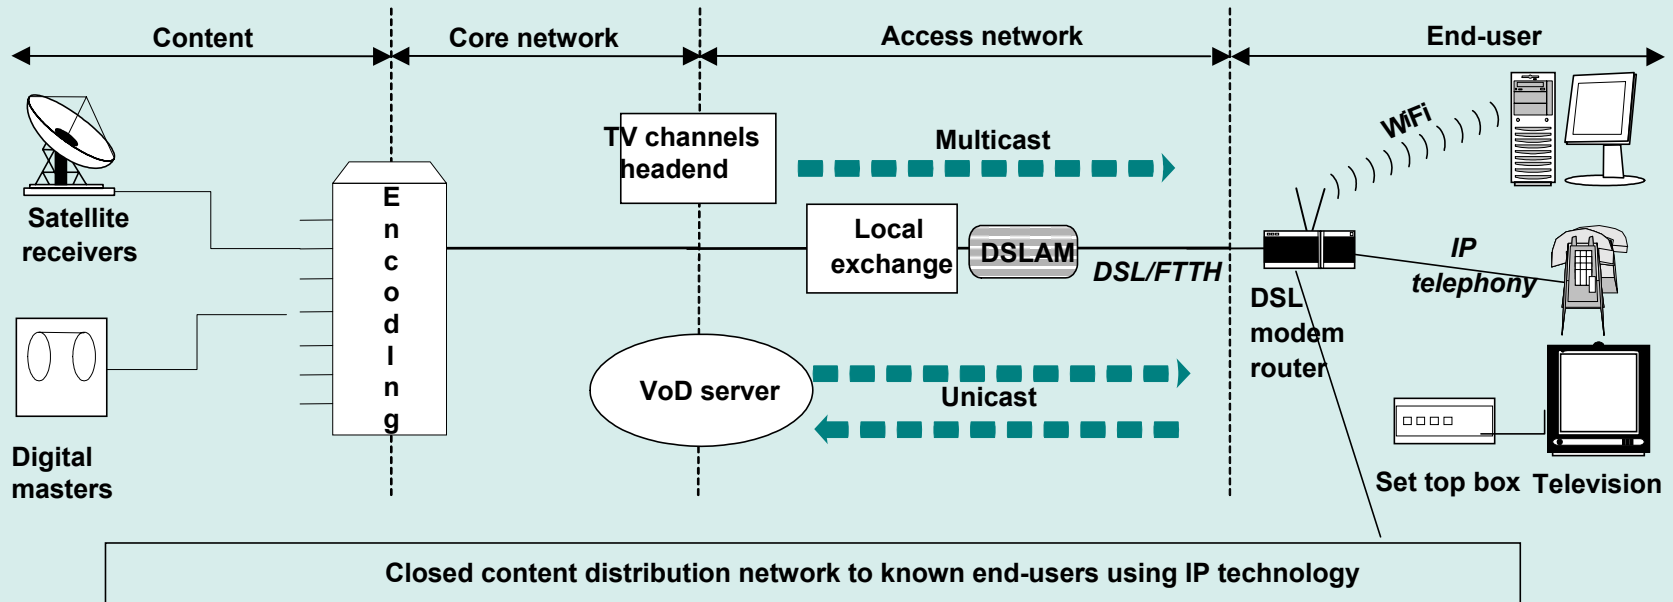 Content
Core network
Access network
End-user
Satellite
receivers
Digital
masters
E
n
c
o
d
I
n
g
TV channels
headend
Multicast
Local
exchange
DSLAM
DSL/FTTH
VoD server
Unicast
WiFi
DSL
modem
router
IP
telephony
Set top box
Television
Closed content distribution network to known end-users using IP technology